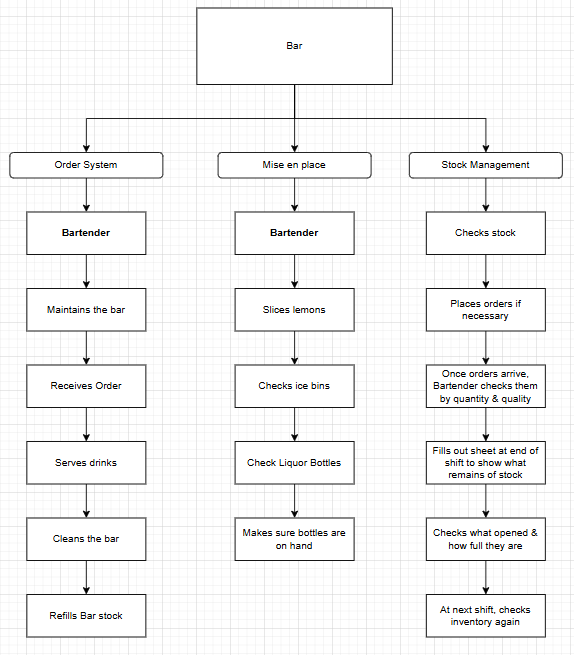 Bar
Order System
Mise en place
Stock Management
Bartender
Bartender
Checks stock
Maintains the bar
Slices lemons
Places orders if
necessary
Receives Order
Checks ice bins
Once orders arrive,
Bartender checks them
by quantity & quality
Serves drinks
Check Liquor Bottles
Fills out sheet at end of
shift to show what
remains of stock
Cleans the bar
Makes sure bottles are
on hand
Checks what opened &
how full they are
Refills Bar stock
At next shift, checks
inventory again